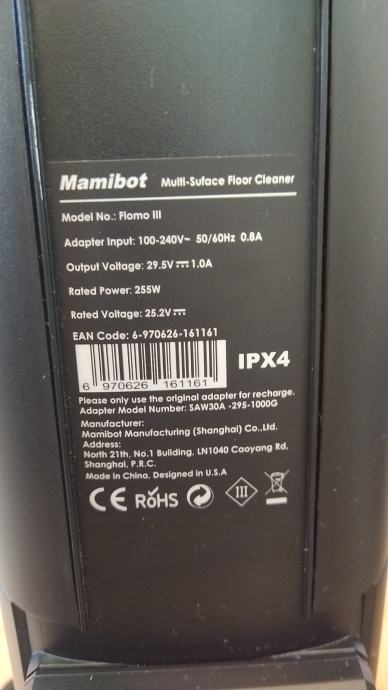 Mamibot Multi-Suface Floor Cleaner
Model No.: Flomo III
Adapter Input: 100-240V~ 50/60Hz 0.8A
Output Voltage: 29.5V⎓1.0A
Rated Power: 255W
Rated Voltage: 25.2V⎓
EAN Code: 6-970626-161161
6 970626 161161
IPX4
Please only use the original adapter for recharge.
Adapter Model Number: SAW30A -295-1000G
Manufacturer:
Mamibot Manufacturing (Shanghai) Co.,Ltd.
Address:
North 21th, No.1 Building, LN1040 Caoyang Rd,
Shanghai, P.R.C.
Made in China, Designed in U.S.A
CE RoHS III